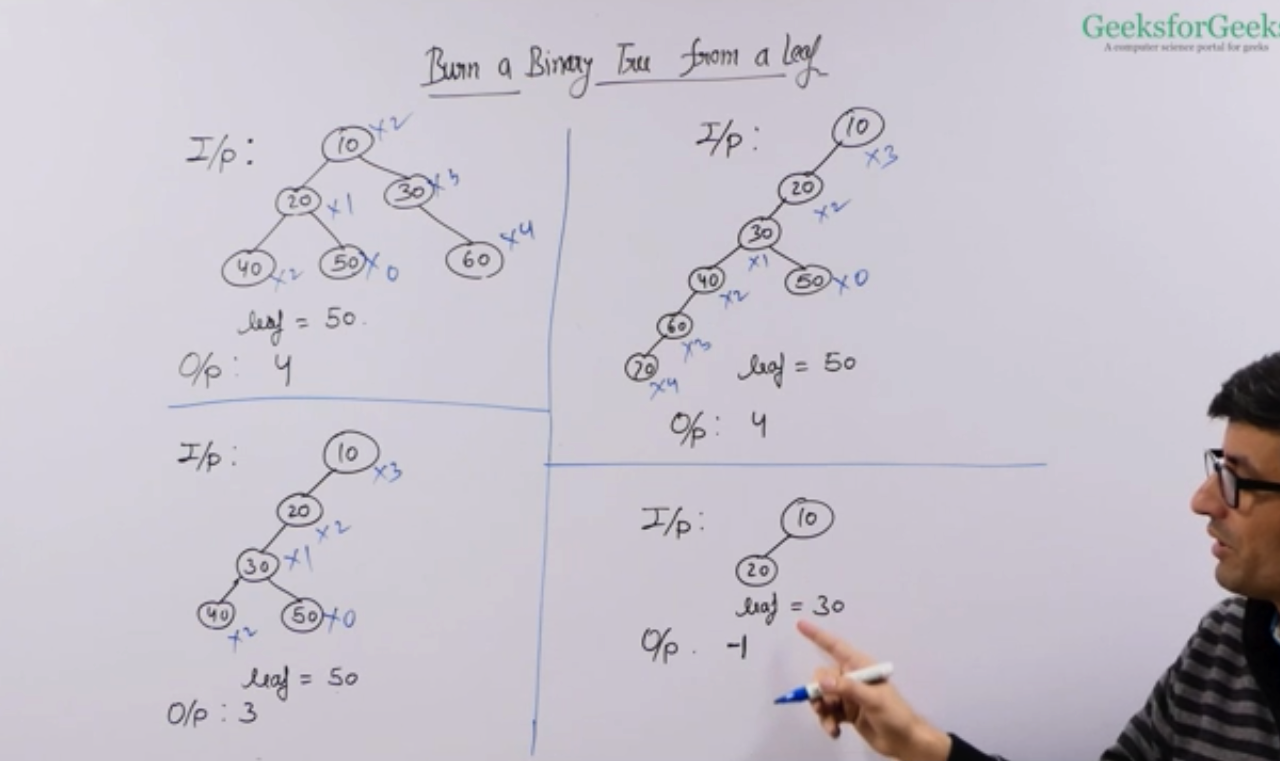 GeeksforGeeks
A computer science portal for geeks
Burn a Binary Tree from a Leaf
I/p:
10 x2
20 x1
30 x3
40 x2
50 x0
60 x4
leaf = 50.
O/p: 4
I/p:
10
x3
20
x2
30
x1
40
x2
50 x0
60
x3
20
x4
leaf = 50
O/p: 4
I/p:
10
x3
20
x2
30 x1
40
x2
50 x0
leaf = 50
O/p: 3
I/p:
10
20
leaf = 30
O/p. -1